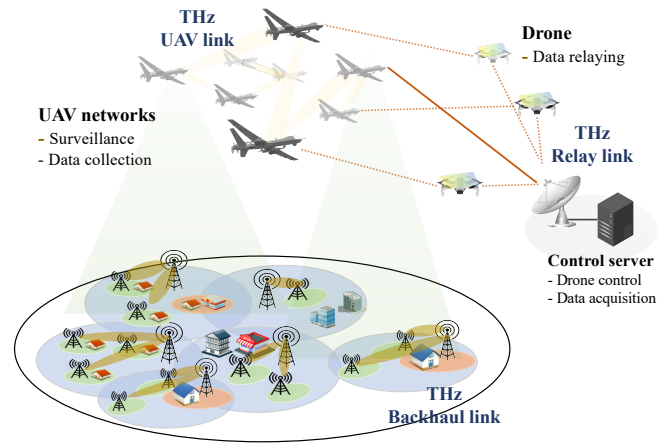 THz
UAV link
Drone
- Data relaying
UAV networks
- Surveillance
- Data collection
THz
Relay link
Control server
- Drone control
- Data acquisition
THz
Backhaul link